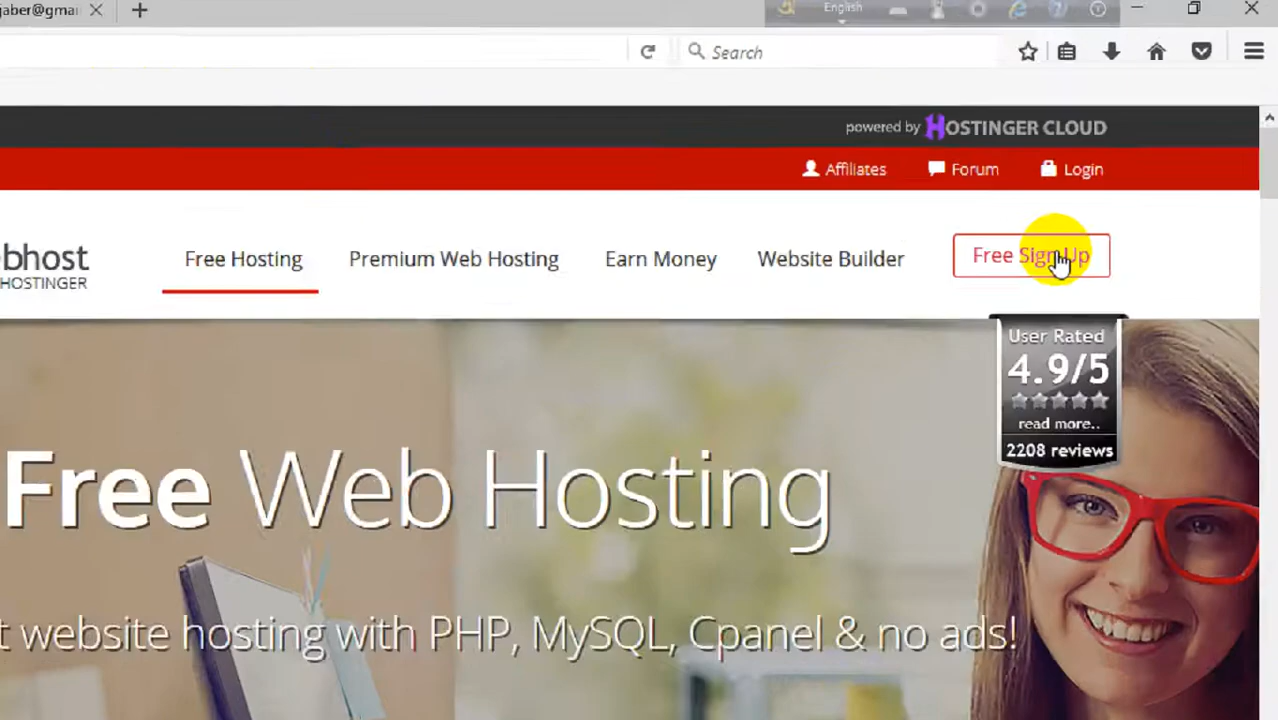 jaber@gmai
English
Search
powered by HOSTINGER CLOUD
Affiliates
Forum
Login
bhost
HOSTINGER
Free Hosting
Premium Web Hosting
Earn Money
Website Builder
Free Sign Up
User Rated
4.9/5
read more..
2208 reviews
Free Web Hosting
t website hosting with PHP, MySQL, Cpanel & no ads!